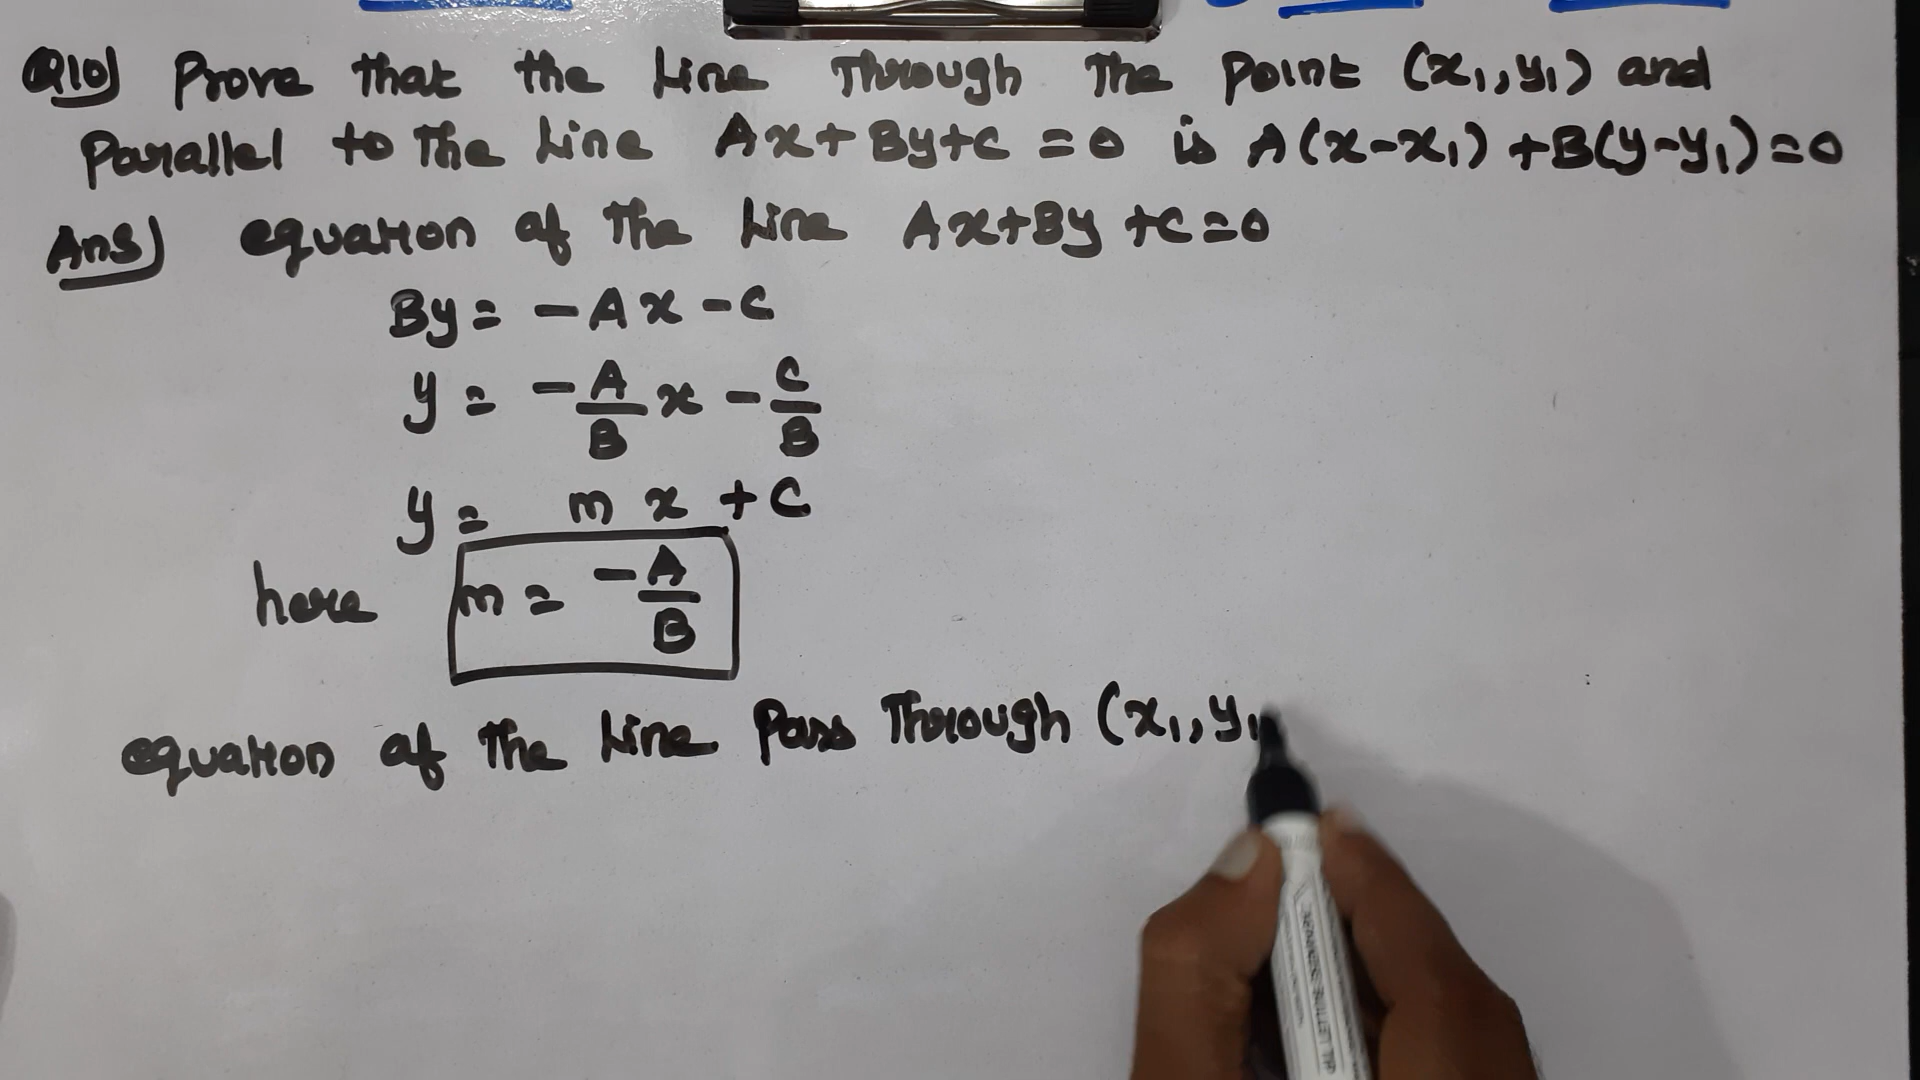 Q10) Prove that the Line Through The Point (x₁,y₁) and
Parallel to The Line Ax+By+C=0 is A(x-x₁)+B(y-y₁)=0
Ans) equation of The Line Ax+By+C=0
By= -Ax-C
y= -A/B x - C/B
y= mx+C
here m= -A/B
equation of The Line Pass Through (x₁,y₁